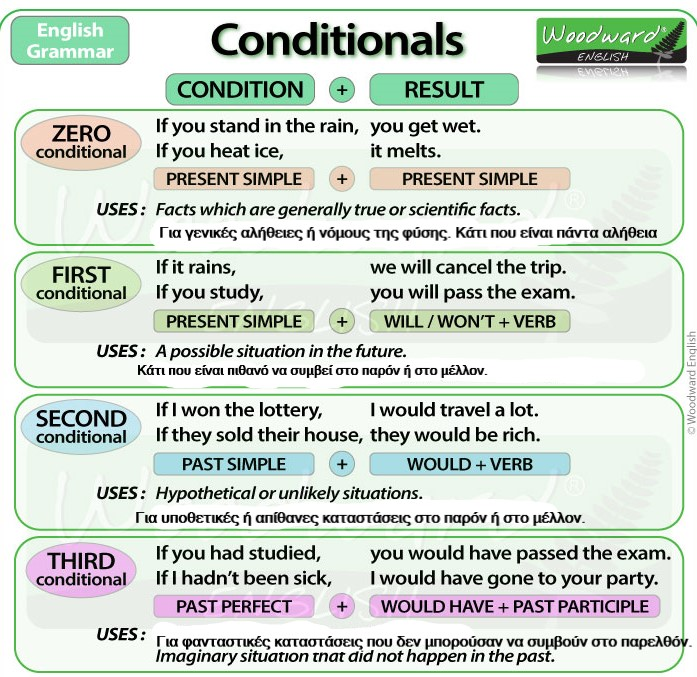 English
Grammar
Conditionals
Woodward®
ENGLISH
CONDITION + RESULT
ZERO
conditional
If you stand in the rain, you get wet.
If you heat ice, it melts.
PRESENT SIMPLE + PRESENT SIMPLE
USES : Facts which are generally true or scientific facts.
Για γενικές αλήθειες ή νόμους της φύσης. Κάτι που είναι πάντα αλήθεια
FIRST
conditional
If it rains, we will cancel the trip.
If you study, you will pass the exam.
PRESENT SIMPLE + WILL / WON'T + VERB
USES : A possible situation in the future.
Κάτι που είναι πιθανό να συμβεί στο παρόν ή στο μέλλον.
© Woodward English
SECOND
conditional
If I won the lottery, I would travel a lot.
If they sold their house, they would be rich.
PAST SIMPLE + WOULD + VERB
USES : Hypothetical or unlikely situations.
Για υποθετικές ή απίθανες καταστάσεις στο παρόν ή στο μέλλον.
THIRD
conditional
If you had studied, you would have passed the exam.
If I hadn't been sick, I would have gone to your party.
PAST PERFECT + WOULD HAVE + PAST PARTICIPLE
USES : Για φανταστικές καταστάσεις που δεν μπορούσαν να συμβούν στο παρελθόν.
Imaginary situation that did not happen in the past.